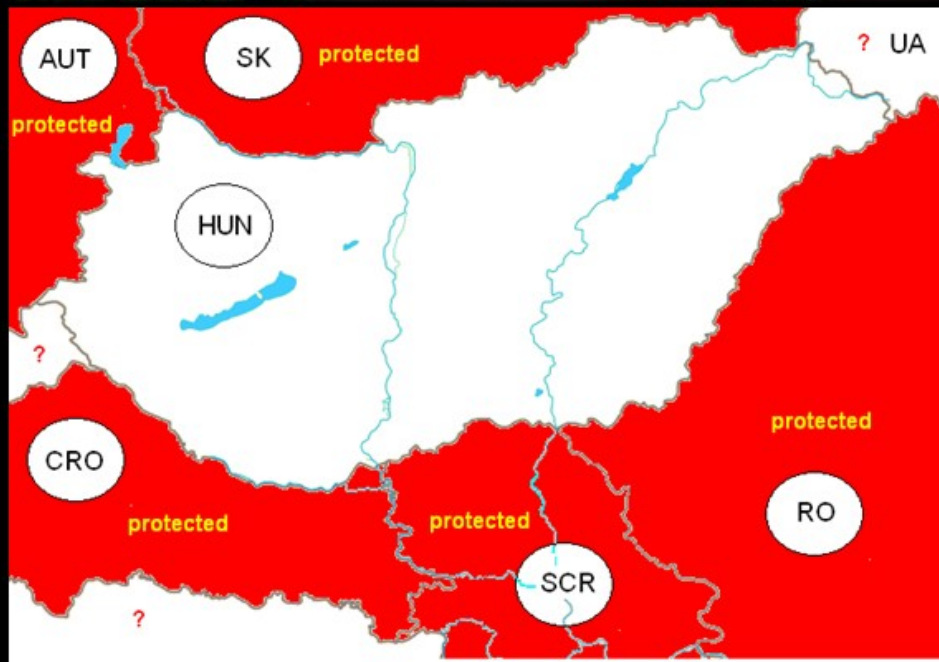 AUT
SK
protected
? UA
protected
HUN
?
protected
CRO
protected
protected
RO
SCR
?